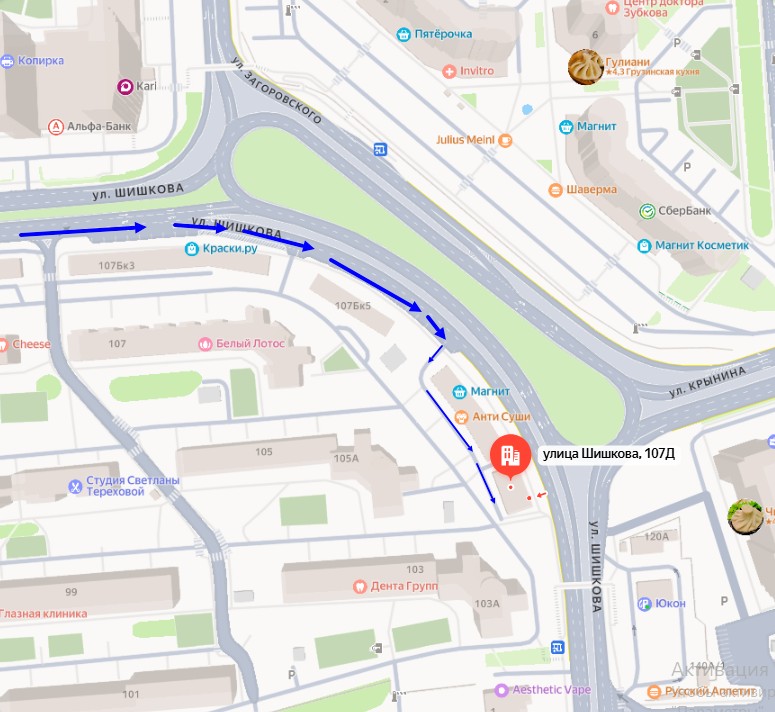 Центр доктора
Зубкова
Пятёрочка
6
Копирка
Гулиани
★4,3 Грузинская кухня
Invitro
ул. ЗАГОРОВСКОГО
P
Kari
Альфа-Банк
Магнит
Julius Meinl
P
ул. ШИШКОВА
Шаверма
СберБанк
ул. ШИШКОВА
Краски.ру
Магнит Косметик
107Бк3
107Бк5
Cheese
107
Белый Лотос
ул. КРЫНИНА
Магнит
Анти Суши
105
105А
улица Шишкова, 107Д
Студия Светланы
Тереховой
ул. ШИШКОВА
120А
103
99
Дента Групп
103А
Юкон
P
Глазная клиника
P
140А/1
Активация
101
Aesthetic Vape
Русский Аппетит